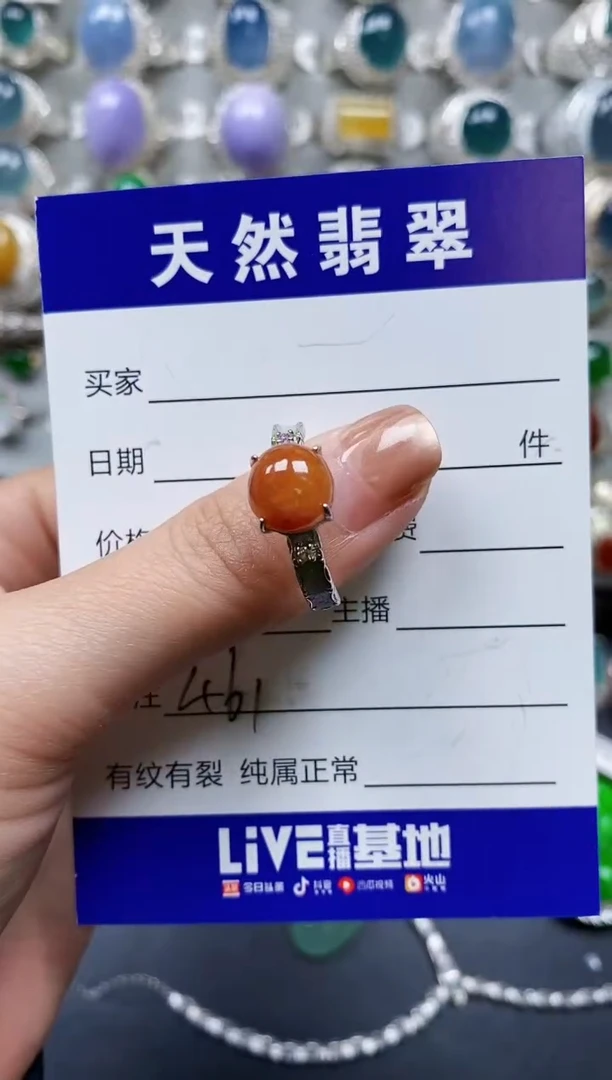 天然翡翠
买家
日期 件
价格 费
主播
注 461
有纹有裂 纯属正常
LiVE直播基地
今日头条 抖音 西瓜视频 火山